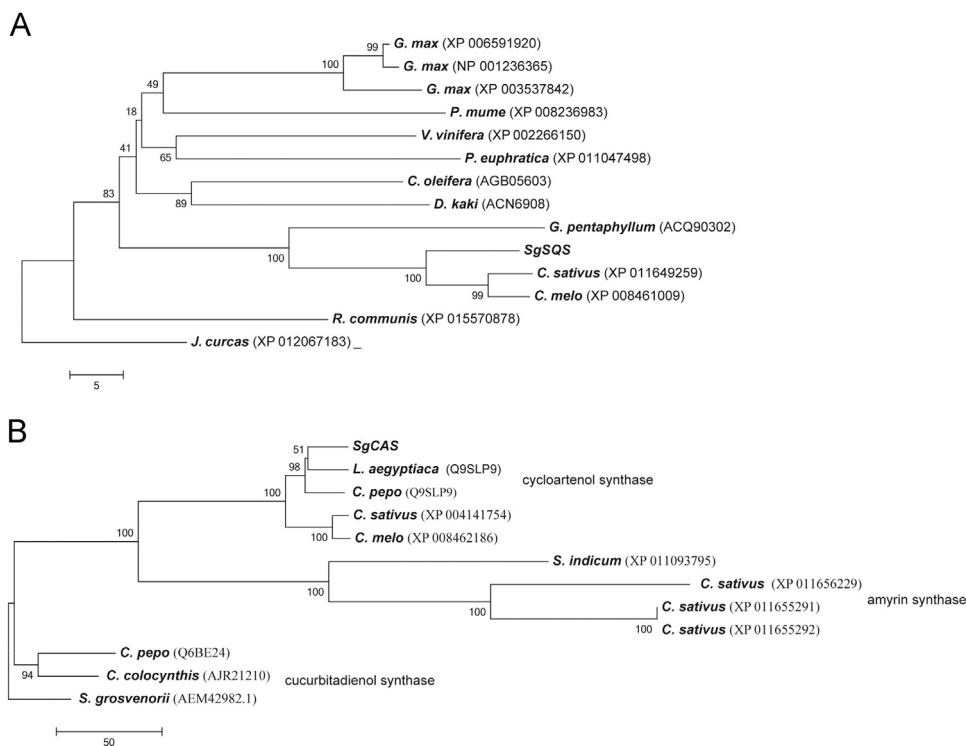 A
G. max (XP 006591920)
99
G. max (NP 001236365)
100
G. max (XP 003537842)
49
P. mume (XP 008236983)
18
V. vinifera (XP 002266150)
41
65
P. euphratica (XP 011047498)
C. oleifera (AGB05603)
83
89
D. kaki (ACN6908)
G. pentaphyllum (ACQ90302)
100
SgSQS
100
C. sativus (XP 011649259)
99
C. melo (XP 008461009)
R. communis (XP 015570878)
J. curcas (XP 012067183) _
5
B
SgCAS
51
L. aegyptiaca (Q9SLP9)
98
cycloartenol synthase
100
C. pepo (Q9SLP9)
C. sativus (XP 004141754)
100
100
C. melo (XP 008462186)
S. indicum (XP 011093795)
100
C. sativus (XP 011656229)
amyrin synthase
100
C. sativus (XP 011655291)
100
C. sativus (XP 011655292)
C. pepo (Q6BE24)
94
C. colocynthis (AJR21210)
cucurbitadienol synthase
S. grosvenorii (AEM42982.1)
50